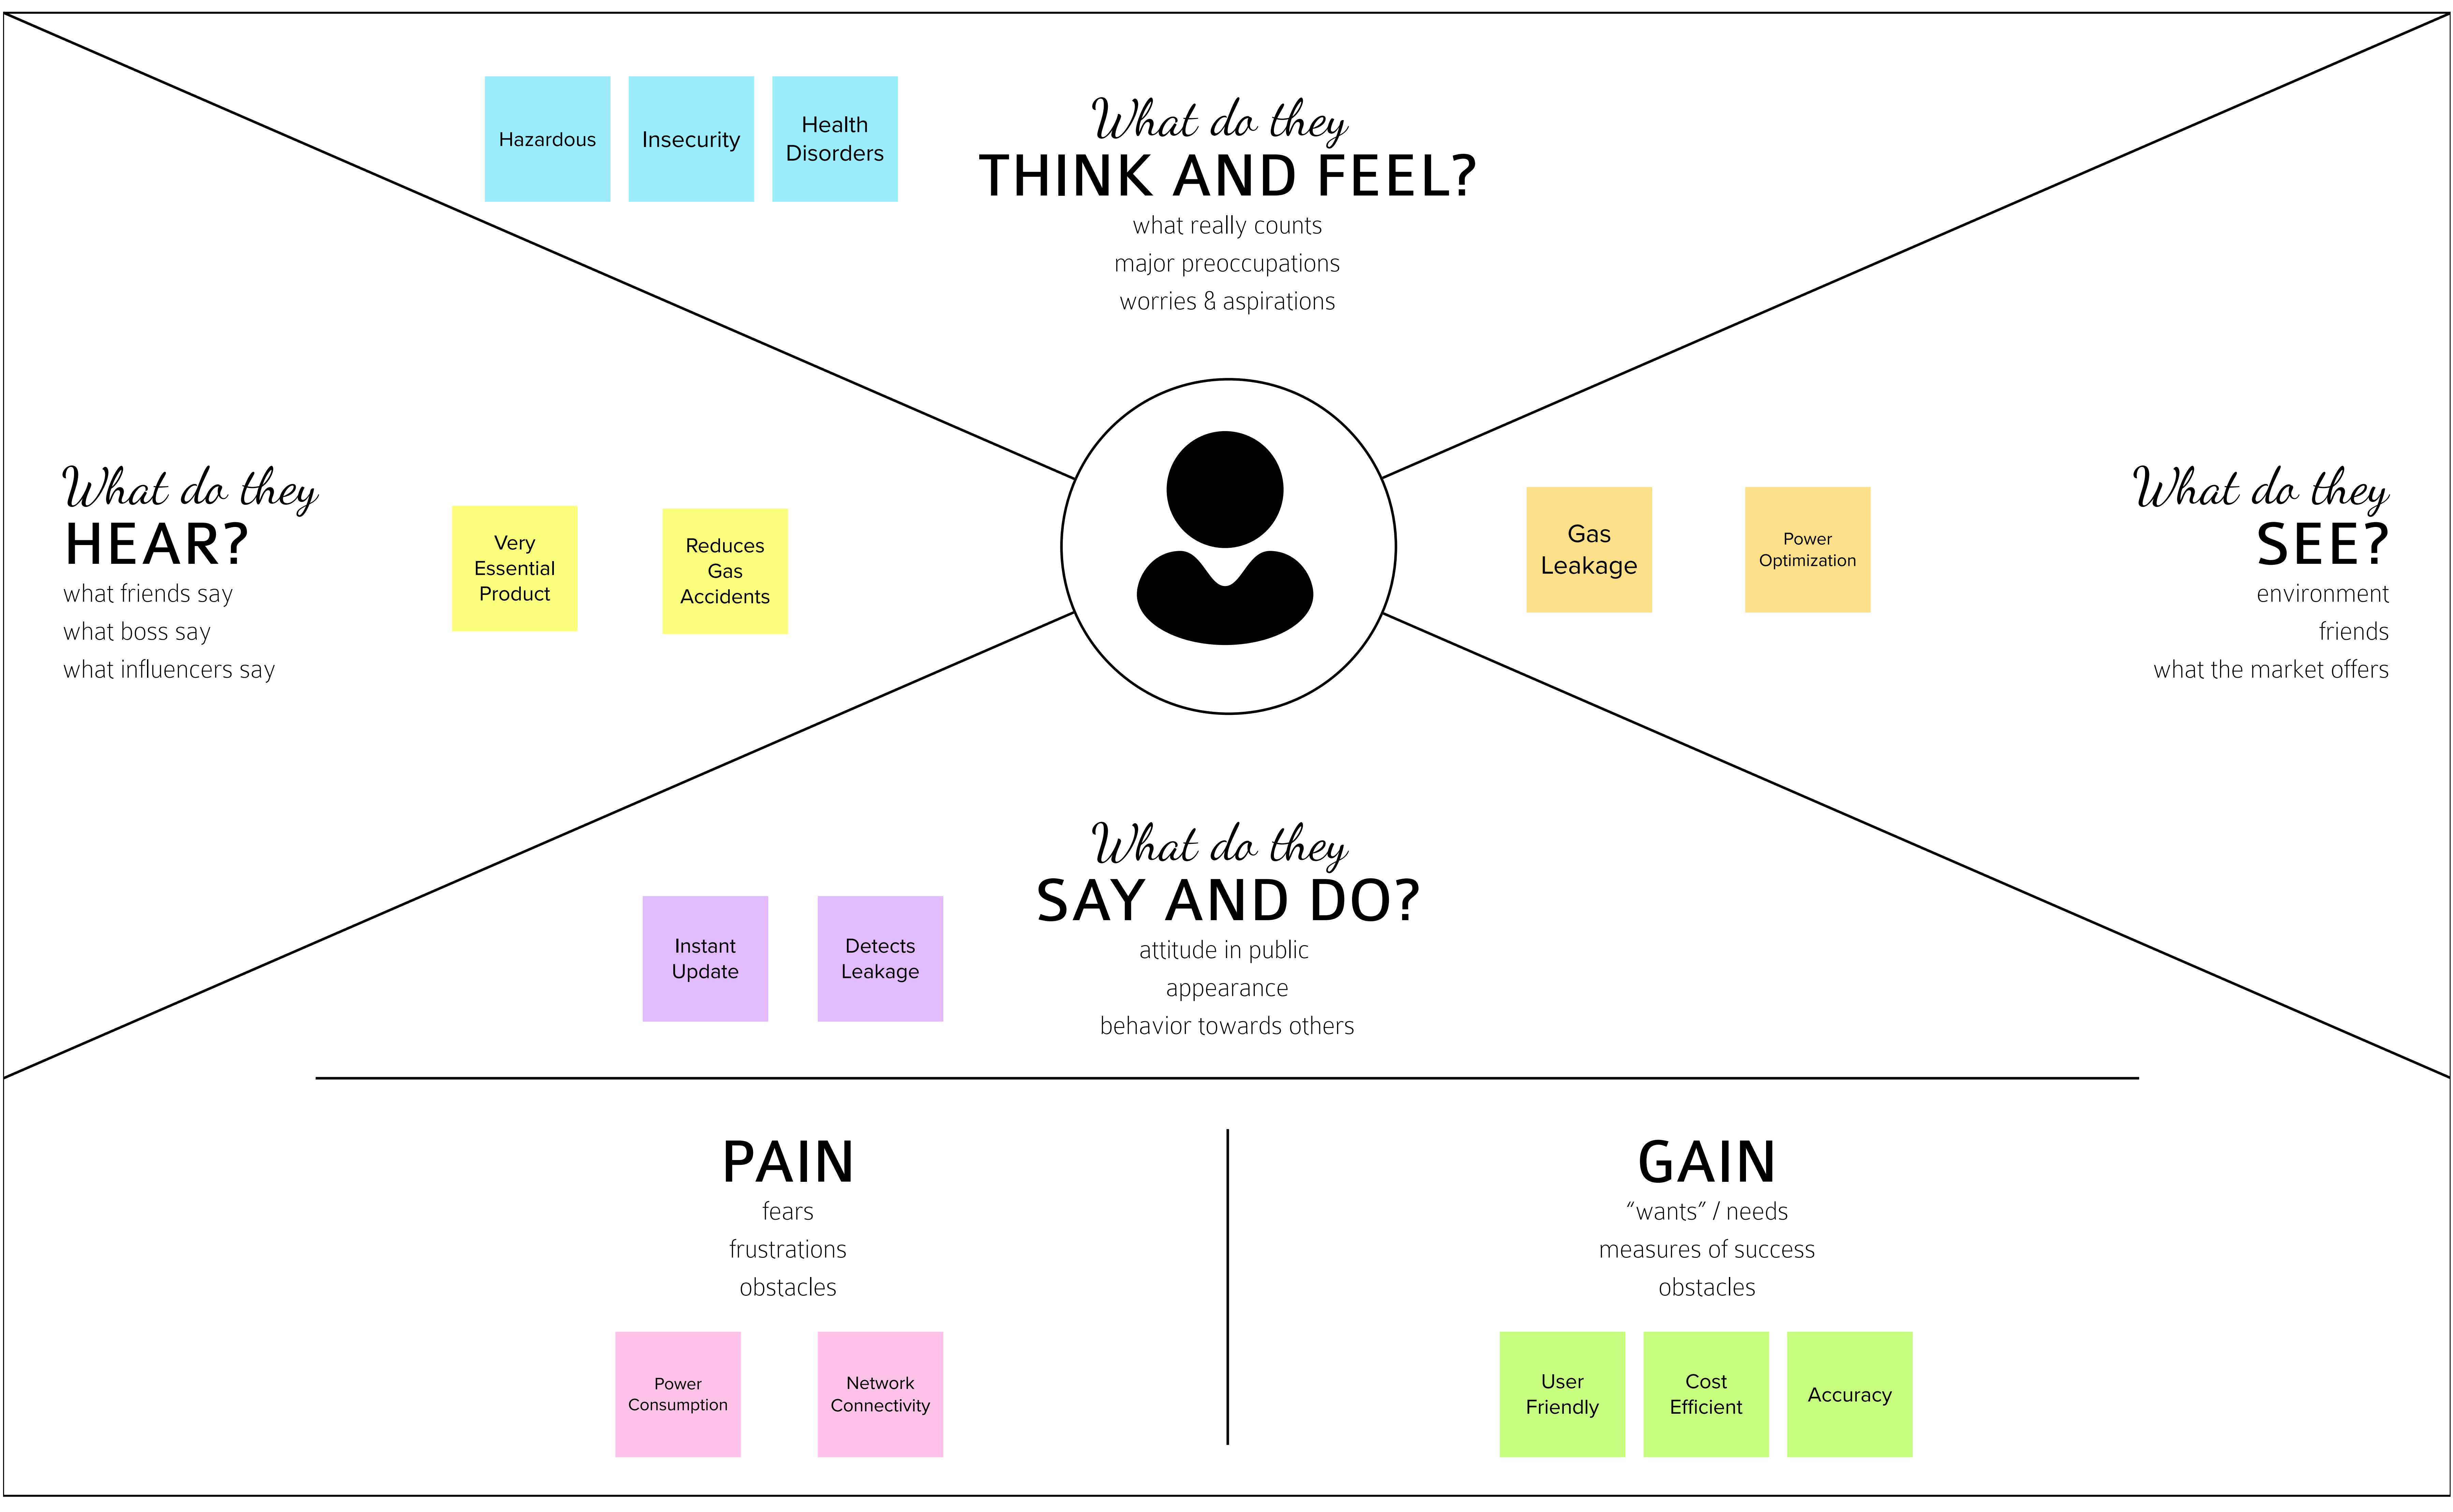 Hazardous
Insecurity
Health
Disorders
What do they
THINK AND FEEL?
what really counts
major preoccupations
worries & aspirations
What do they
HEAR?
what friends say
what boss say
what influencers say
Very
Essential
Product
Reduces
Gas
Accidents
Gas
Leakage
Power
Optimization
What do they
SEE?
environment
friends
what the market offers
What do they
SAY AND DO?
attitude in public
appearance
behavior towards others
Instant
Update
Detects
Leakage
PAIN
fears
frustrations
obstacles
Power
Consumption
Network
Connectivity
GAIN
“wants” / needs
measures of success
obstacles
User
Friendly
Cost
Efficient
Accuracy